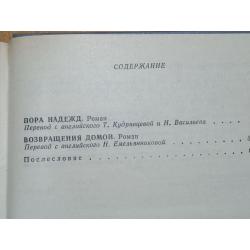 СОДЕРЖАНИЕ
ПОРА НАДЕЖД. Роман
Перевод с английского Т. Кудрявцевой и И. Васильева
ВОЗВРАЩЕНИЯ ДОМОЙ. Роман
Перевод с английского Н. Емельянниковой
Послесловие